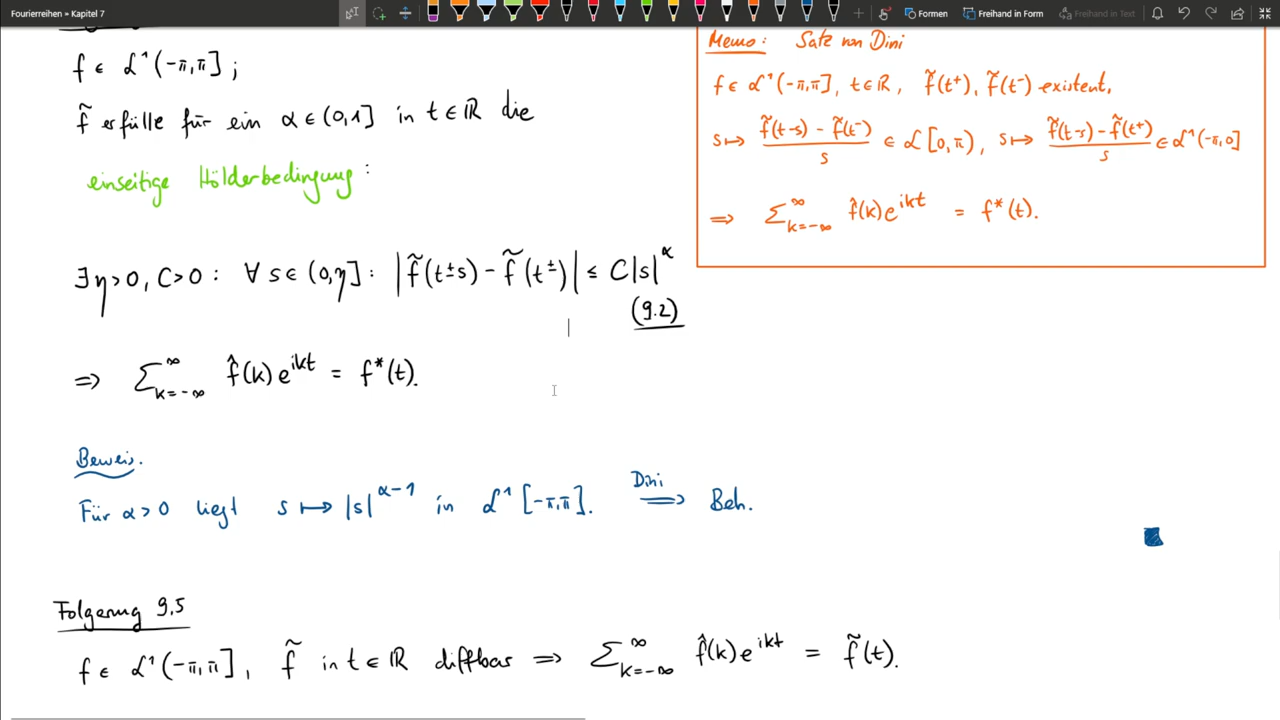 Fourierreihen » Kapitel 7
Formen
Freihand in Form
Freihand in Text
f ∈ ℒ¹(-π,π] ;
f̃ erfülle für ein α ∈ (0,1] in t ∈ ℝ die
einseitige Hölderbedingung:
∃ η>0, C>0 : ∀ s ∈ (0,η] : |f̃(t±s) - f̃(t±)| ≤ C|s|^α
(9.2)
⇒ ∑_{k=-∞}^∞ f̂(k)e^{ikt} = f*(t).
Memo: Satz von Dini
f ∈ ℒ¹(-π,π], t∈ℝ, f̃(t⁺), f̃(t⁻) existent,
s ↦ (f̃(t-s) - f̃(t⁻))/s ∈ ℒ[0,π), s ↦ (f̃(t-s) - f̃(t⁺))/s ∈ ℒ¹(-π,0]
⇒ ∑_{k=-∞}^∞ f̂(k)e^{ikt} = f*(t).
Beweis.
Für α>0 liegt s ↦ |s|^{α-1} in ℒ¹[-π,π]. Dini ⟹ Beh.
Folgerung 9.5
f ∈ ℒ¹(-π,π], f̃ in t∈ℝ diffbar ⇒ ∑_{k=-∞}^∞ f̂(k)e^{ikt} = f̃(t).